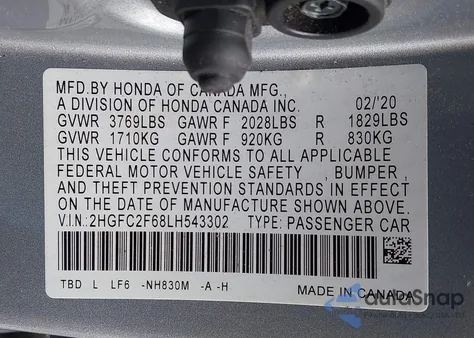 MFD.BY HONDA OF CANADA MFG.,
A DIVISION OF HONDA CANADA INC. 02/'20
GVWR 3769LBS GAWR F 2028LBS R 1829LBS
GVWR 1710KG GAWR F 920KG R 830KG
THIS VEHICLE CONFORMS TO ALL APPLICABLE
FEDERAL MOTOR VEHICLE SAFETY , BUMPER ,
AND THEFT PREVENTION STANDARDS IN EFFECT
ON THE DATE OF MANUFACTURE SHOWN ABOVE.
V.I.N: 2HGFC2F68LH543302 TYPE: PASSENGER CAR
TBD L LF6 -NH830M -A -H MADE IN CANADA
autoSnap